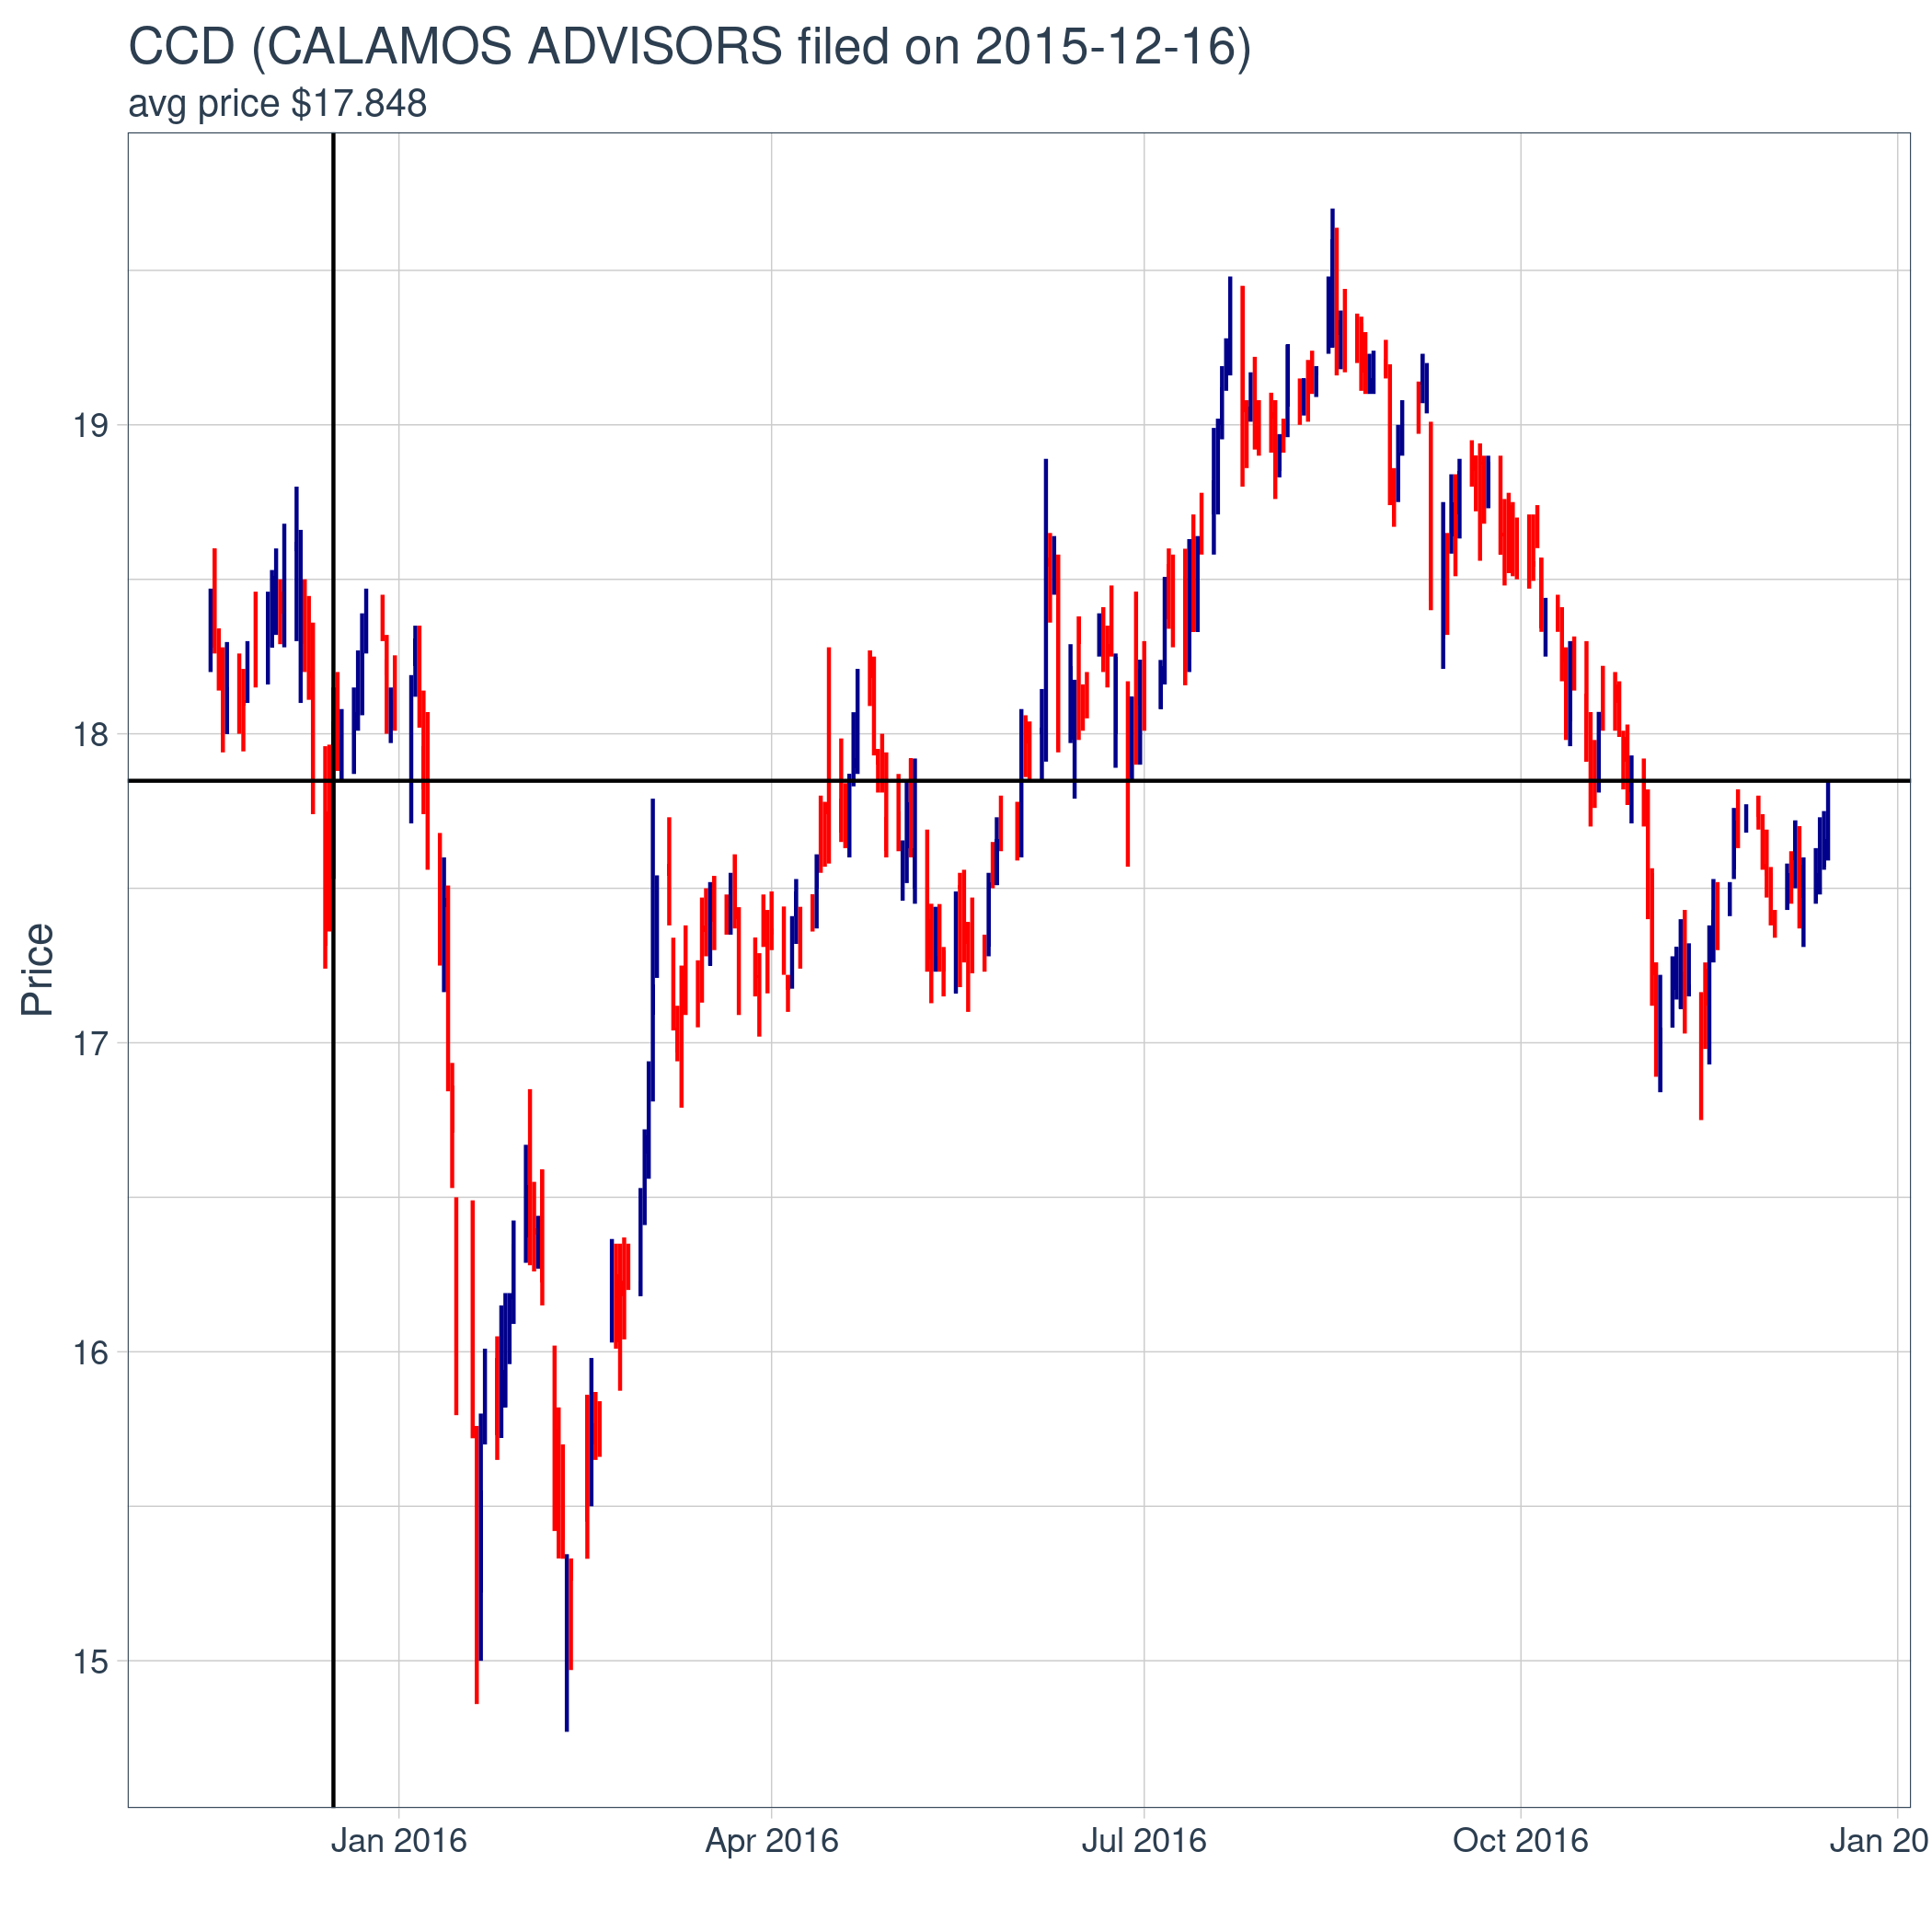 CCD (CALAMOS ADVISORS filed on 2015-12-16)
avg price $17.848
19
18
17
16
15
Price
Jan 2016
Apr 2016
Jul 2016
Oct 2016
Jan 20